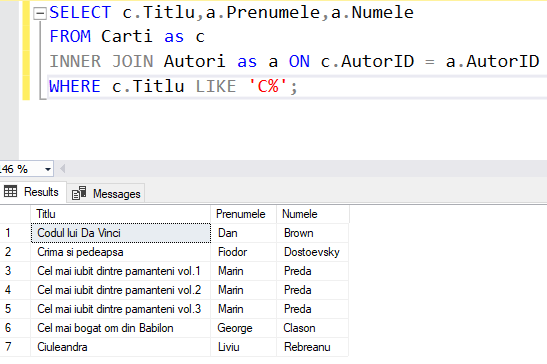 SELECT c.Titlu,a.Prenumele,a.Numele
FROM Carti as c
INNER JOIN Autori as a ON c.AutorID = a.AutorID
WHERE c.Titlu LIKE 'C%';
146 %
Results Messages
Titlu Prenumele Numele
1 Codul lui Da Vinci Dan Brown
2 Crima si pedeapsa Fiodor Dostoevsky
3 Cel mai iubit dintre pamanteni vol.1 Marin Preda
4 Cel mai iubit dintre pamanteni vol.2 Marin Preda
5 Cel mai iubit dintre pamanteni vol.3 Marin Preda
6 Cel mai bogat om din Babilon George Clason
7 Ciuleandra Liviu Rebreanu